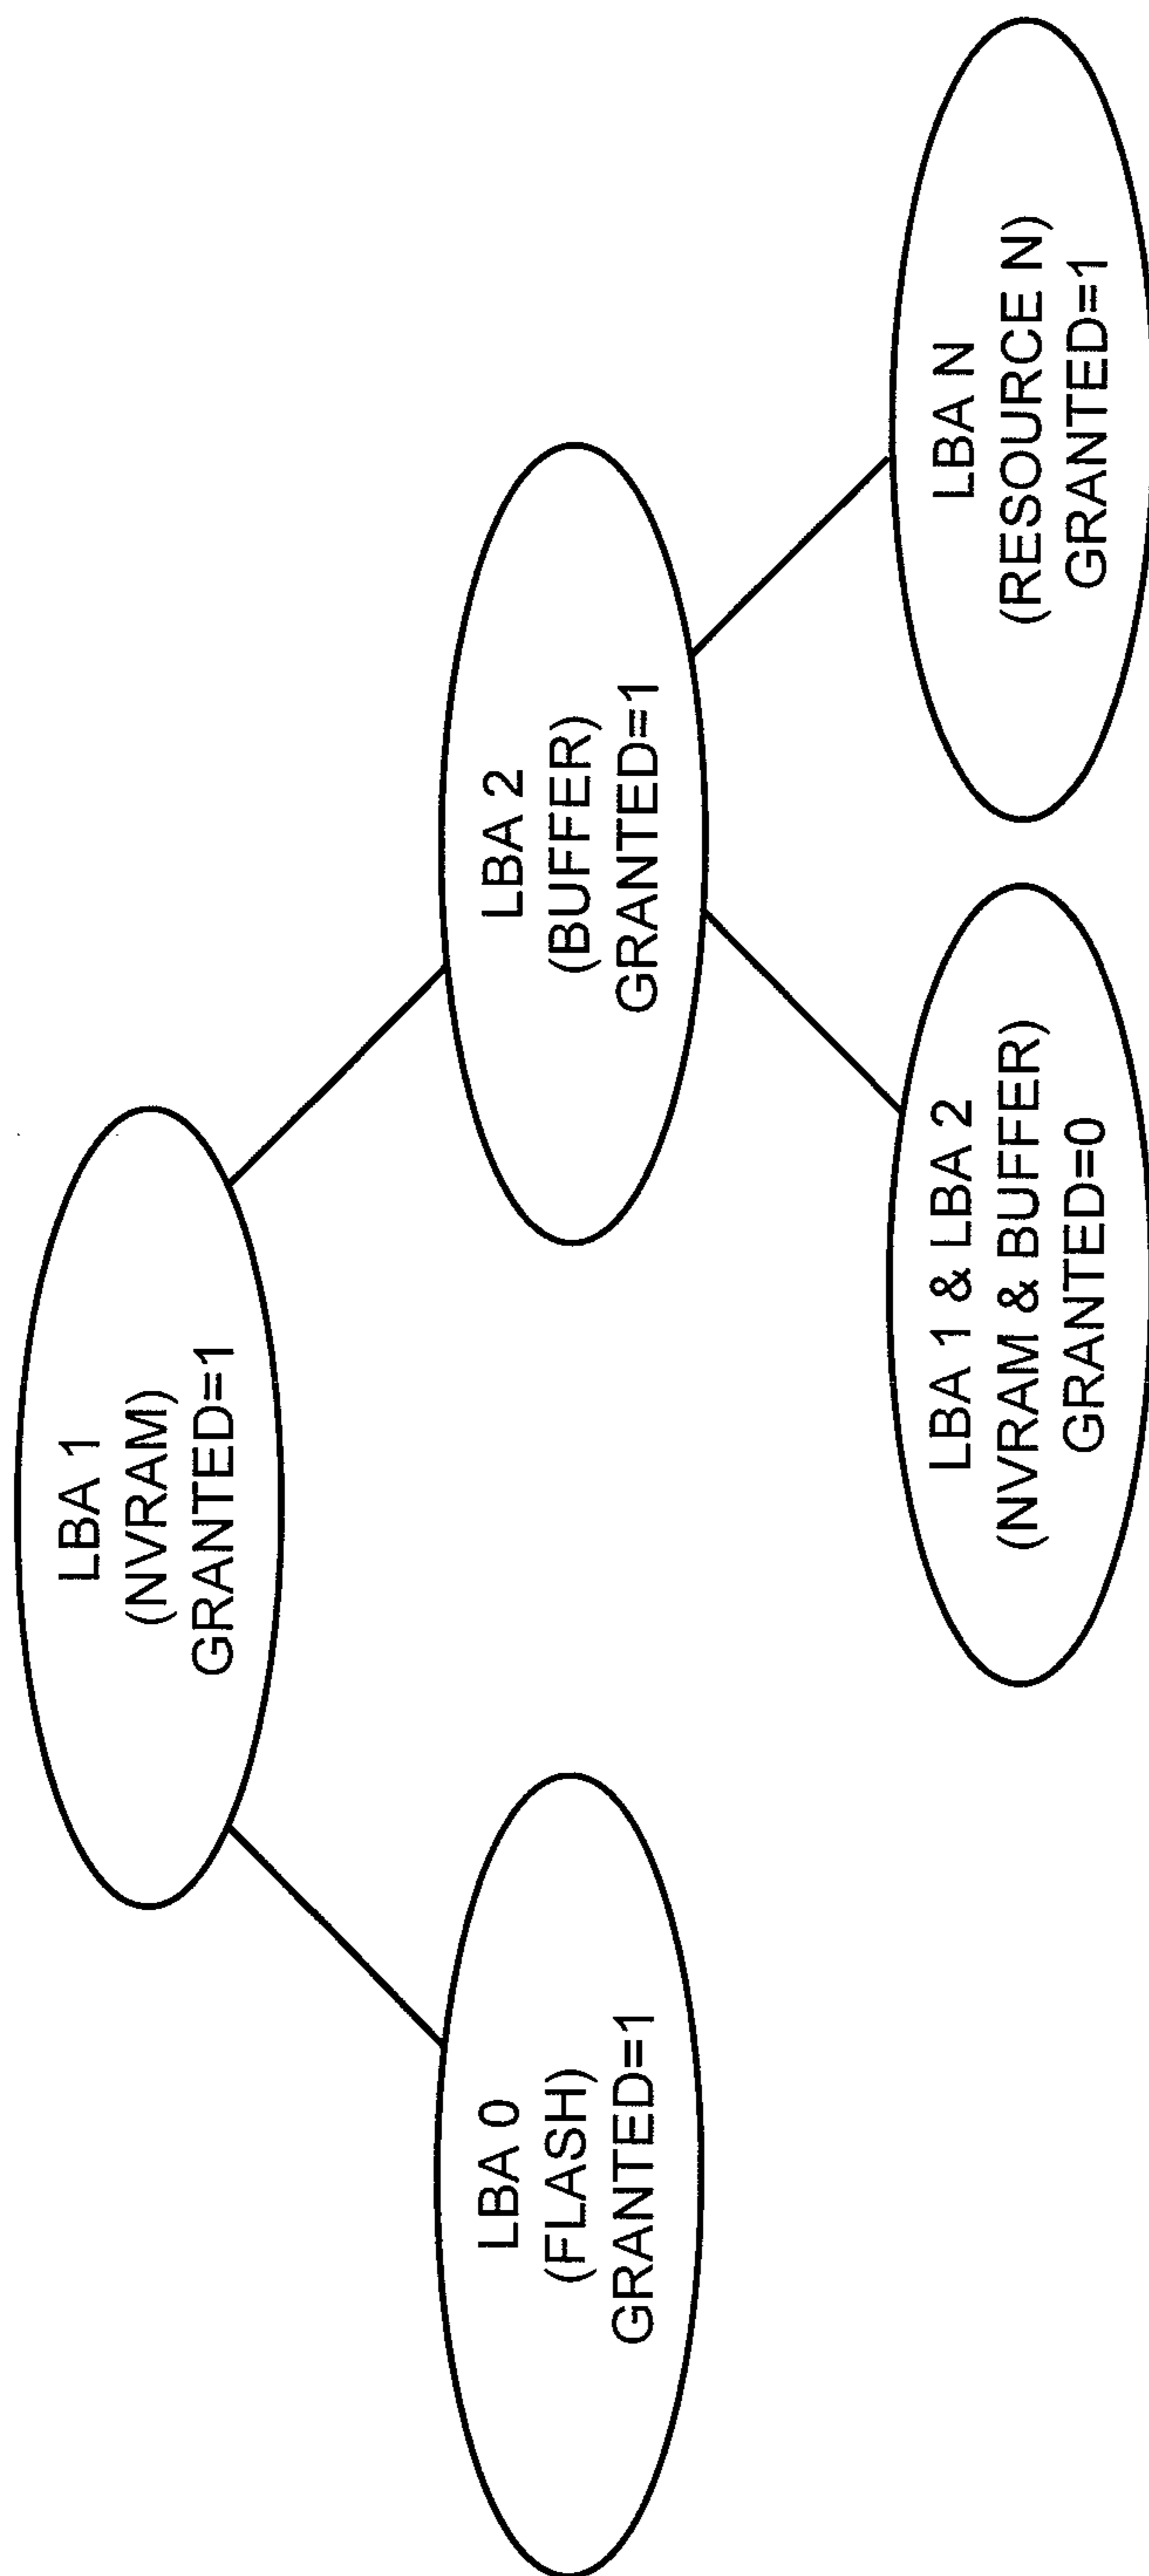 LBA 1
(NVRAM)
GRANTED=1
LBA 0
(FLASH)
GRANTED=1
LBA 2
(BUFFER)
GRANTED=1
LBA 1 & LBA 2
(NVRAM & BUFFER)
GRANTED=0
LBA N
(RESOURCE N)
GRANTED=1